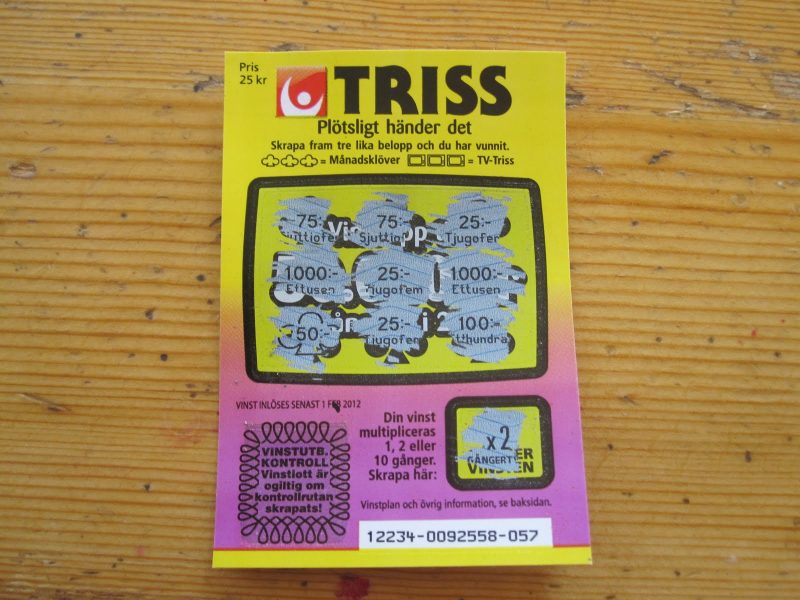 Pris
25 kr
TRISS
Plötsligt händer det
Skrapa fram tre lika belopp och du har vunnit.
= Månadsklöver = TV-Triss
75:- 75:- 25:-
Tjugofem
1000:- 25:- 1000:-
Ettusen Tjugofem Ettusen
50:- 25:- 100:-
VINST INLÖSES SENAST 1 FEB 2012
Din vinst
multipliceras
1, 2 eller
10 gånger.
Skrapa här:
x2
GÅNGER
VINSTEN
VINSTUTB.
KONTROLL
Vinstlott är
ogiltig om
kontrollrutan
skrapats!
Vinstplan och övrig information, se baksidan.
12234-0092558-057